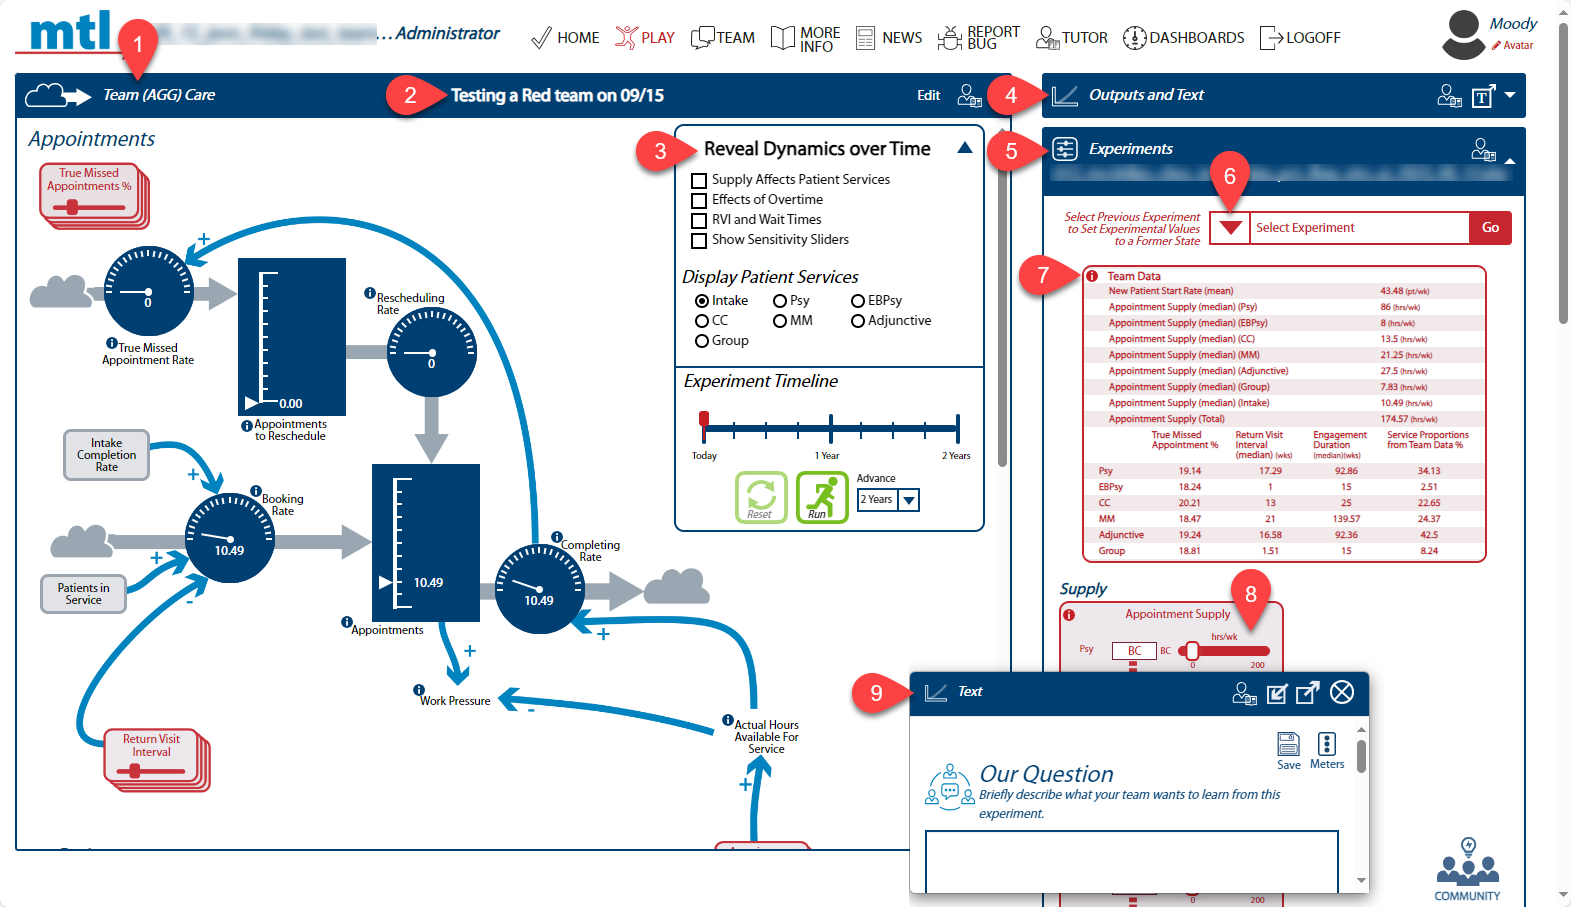 mtl
... Administrator
HOME
PLAY
TEAM
MORE
INFO
NEWS
REPORT
BUG
TUTOR
DASHBOARDS
LOGOFF
Moody
Avatar
1
Team (AGG) Care
2
Testing a Red team on 09/15
Edit
4
Outputs and Text
T
Appointments
True Missed
Appointments %
+
0
True Missed
Appointment Rate
0.00
Appointments
to Reschedule
Rescheduling
Rate
0
Intake
Completion
Rate
+
Booking
Rate
10.49
+
Patients in
Service
-
10.49
Appointments
Completing
Rate
10.49
+
+
Work Pressure
-
Actual Hours
Available For
Service
+
Return Visit
Interval
3
Reveal Dynamics over Time
Supply Affects Patient Services
Effects of Overtime
RVI and Wait Times
Show Sensitivity Sliders
Display Patient Services
Intake Psy EBPsy
CC MM Adjunctive
Group
Experiment Timeline
Today 1 Year 2 Years
Reset
Run
Advance
2 Years
5
Experiments
6
Select Previous Experiment
to Set Experimental Values
to a Former State
Select Experiment
Go
7
Team Data
New Patient Start Rate (mean) 43.48 (pt/wk)
Appointment Supply (median) (Psy) 86 (hrs/wk)
Appointment Supply (median) (EBPsy) 8 (hrs/wk)
Appointment Supply (median) (CC) 13.5 (hrs/wk)
Appointment Supply (median) (MM) 21.25 (hrs/wk)
Appointment Supply (median) (Adjunctive) 27.5 (hrs/wk)
Appointment Supply (median) (Group) 7.83 (hrs/wk)
Appointment Supply (median) (Intake) 10.49 (hrs/wk)
Appointment Supply (Total) 174.57 (hrs/wk)
True Missed Return Visit Engagement Service Proportions
Appointment % Interval Duration from Team Data %
(median) (wks) (median)(wks)
Psy 19.14 17.29 92.86 34.13
EBPsy 18.24 1 15 2.51
CC 20.21 13 25 22.65
MM 18.47 21 139.57 24.37
Adjunctive 19.24 16.58 92.36 42.5
Group 18.81 1.51 15 8.24
Supply
8
Appointment Supply
hrs/wk
Psy BC BC
0 200
9
Text
Save Meters
Our Question
Briefly describe what your team wants to learn from this
experiment.
0 200
COMMUNITY